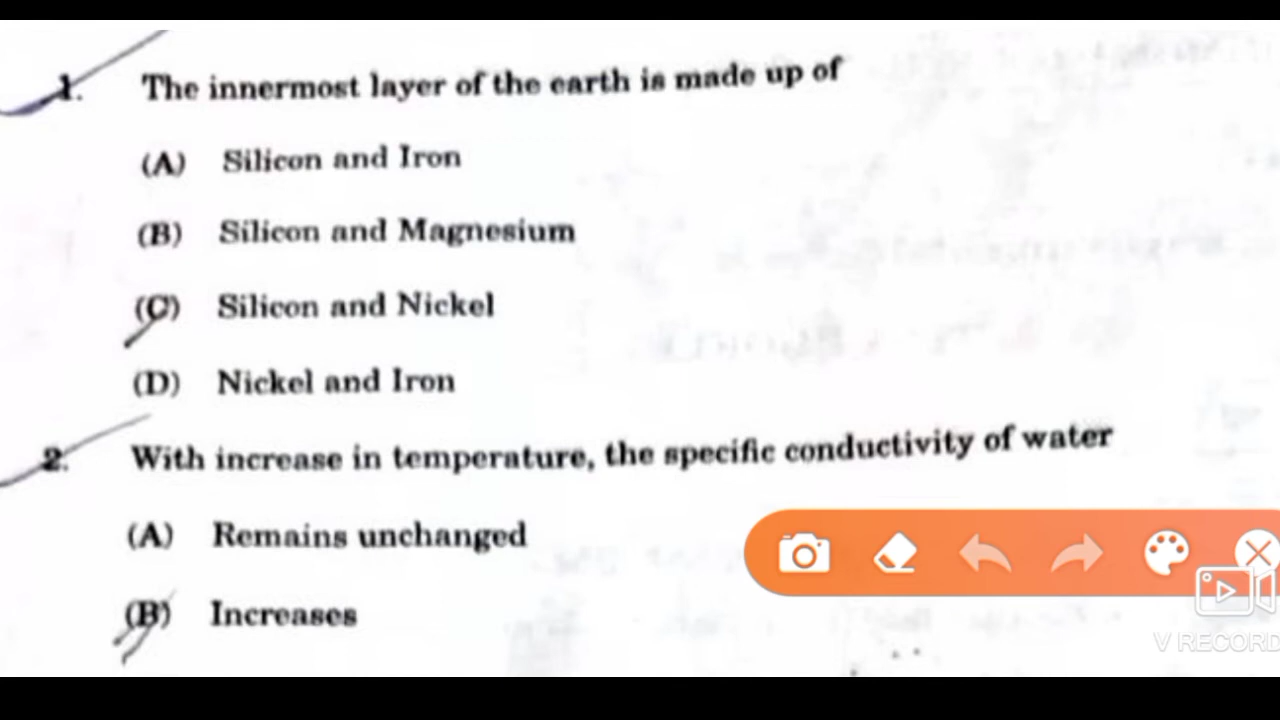 1. The innermost layer of the earth is made up of
(A) Silicon and Iron
(B) Silicon and Magnesium
(C) Silicon and Nickel
(D) Nickel and Iron
2. With increase in temperature, the specific conductivity of water
(A) Remains unchanged
(B) Increases
V RECORD